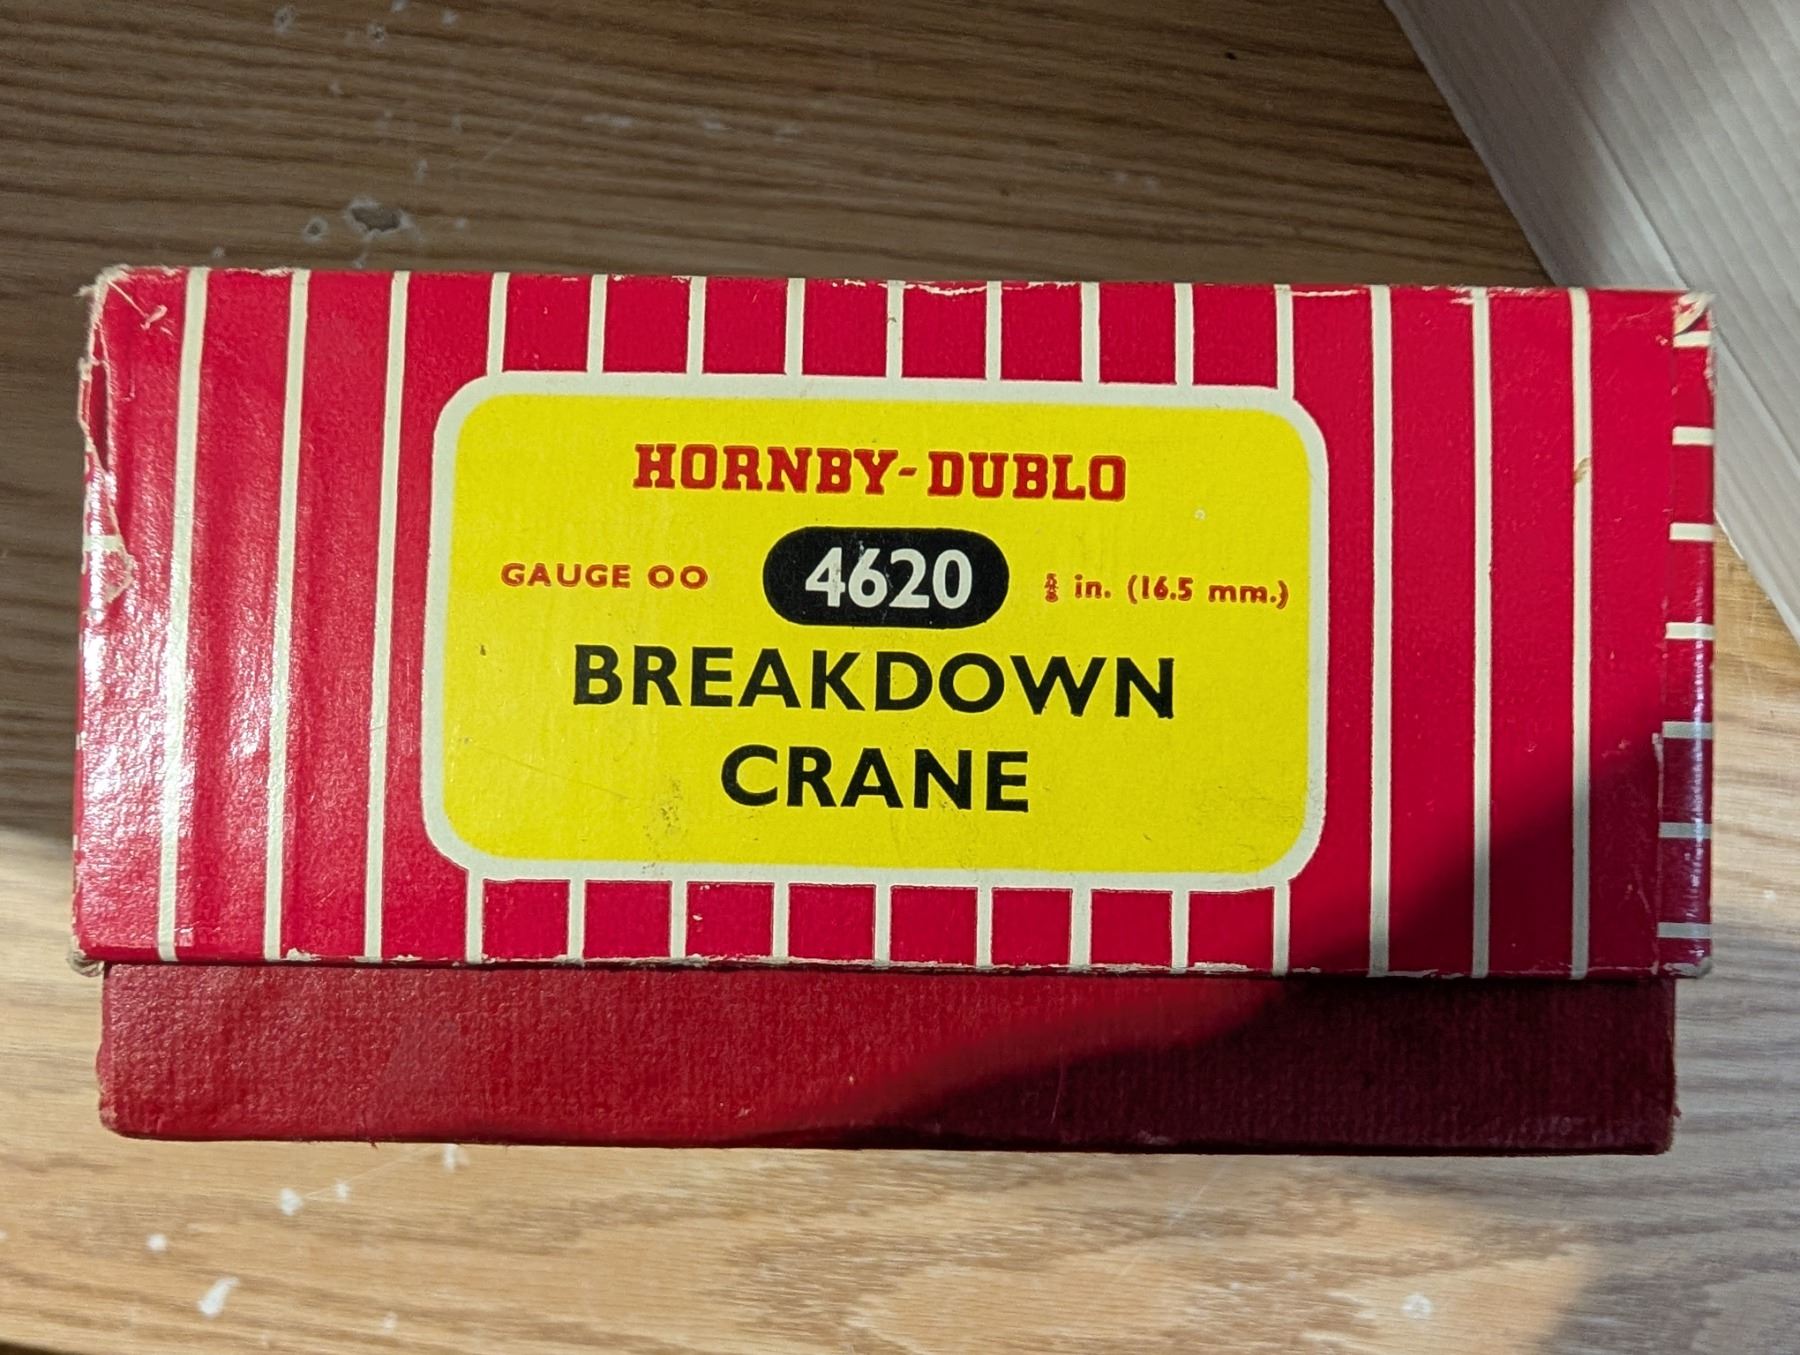 HORNBY-DUBLO
GAUGE OO 4620 ⅝ in. (16.5 mm.)
BREAKDOWN
CRANE